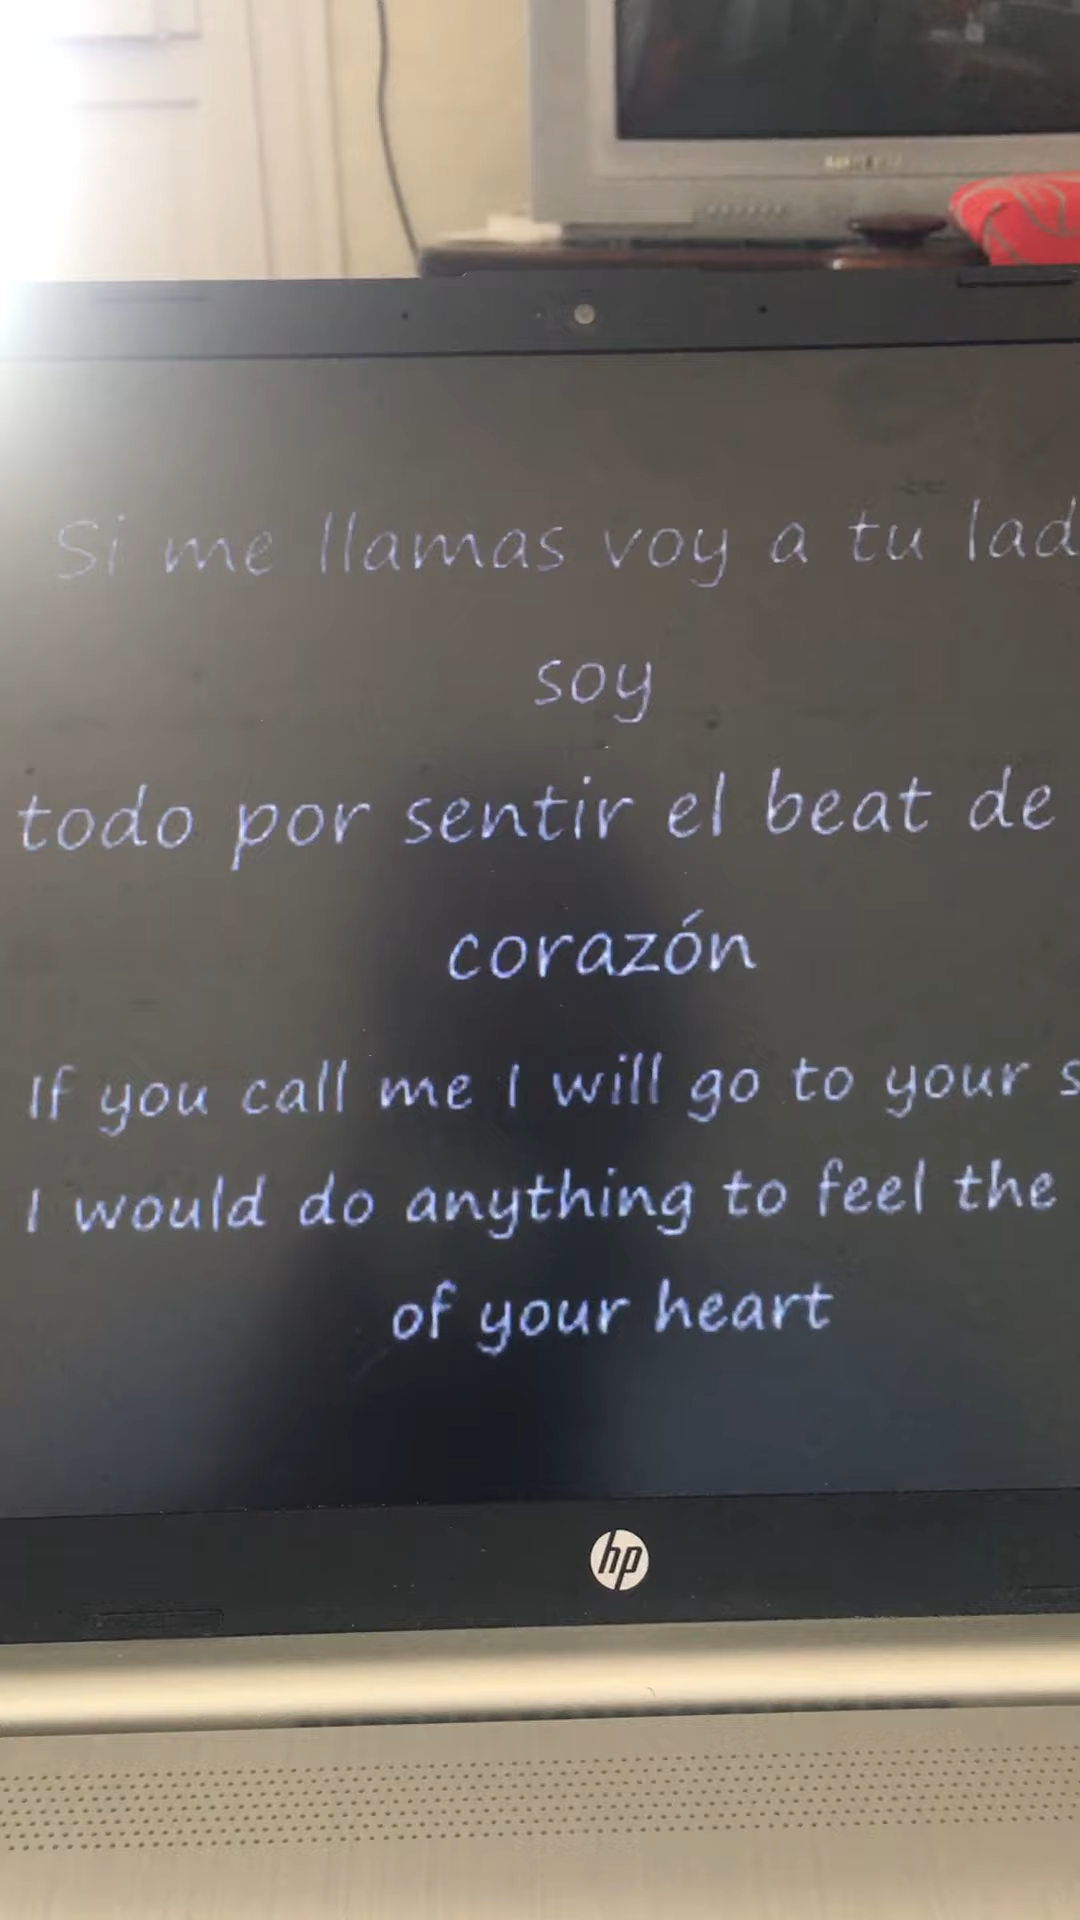 Si me llamas voy a tu lad
soy
todo por sentir el beat de
corazón
If you call me I will go to your s
I would do anything to feel the
of your heart
hp